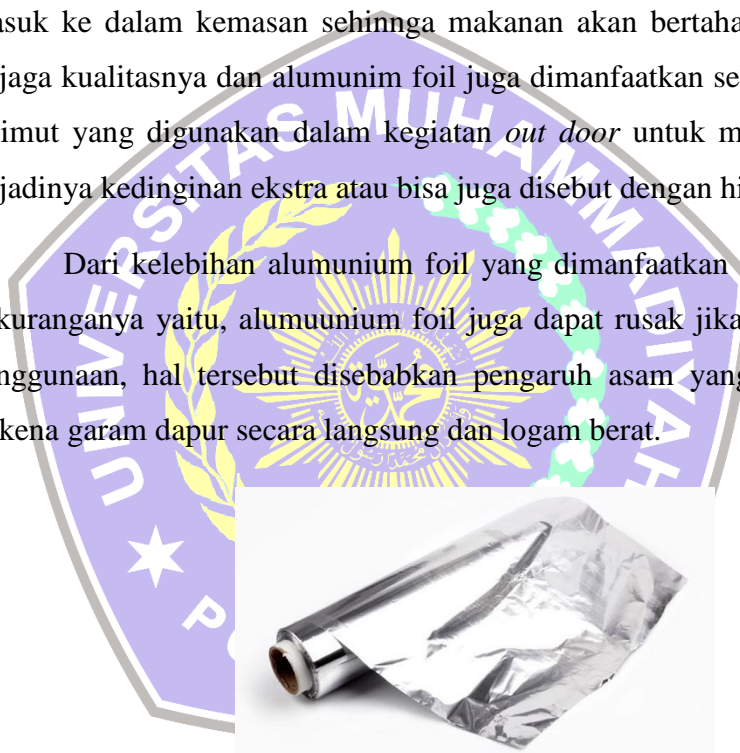 asuk ke dalam kemasan sehinnga makanan akan bertaha
jaga kualitasnya dan alumunim foil juga dimanfaatkan se
imut yang digunakan dalam kegiatan out door untuk m
jadinya kedinginan ekstra atau bisa juga disebut dengan hi
Dari kelebihan alumunium foil yang dimanfaatkan
kuranganya yaitu, alumuunium foil juga dapat rusak jika
nggunaan, hal tersebut disebabkan pengaruh asam yang
kena garam dapur secara langsung dan logam berat.
UNIVERSITAS MUHAMMADIYAH